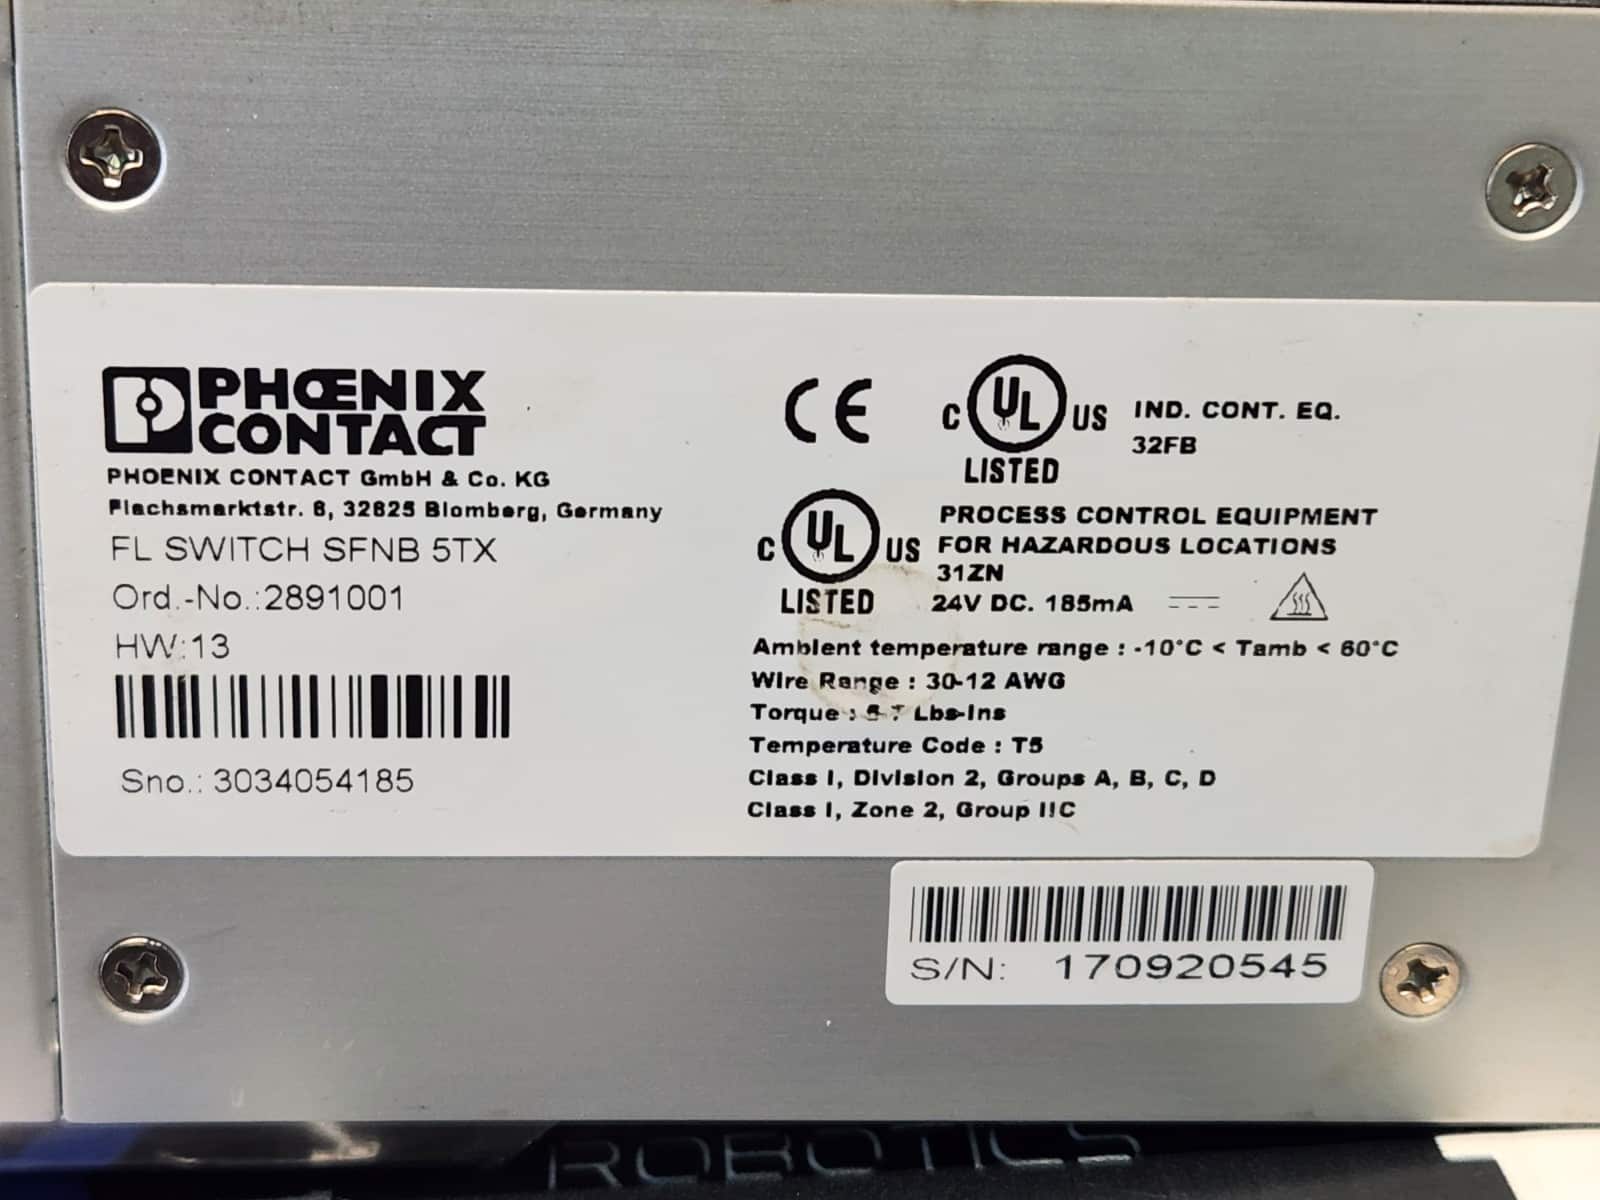 PHŒNIX
CONTACT
PHOENIX CONTACT GmbH & Co. KG
Flachsmarktstr. 8, 32825 Blomberg, Germany
FL SWITCH SFNB 5TX
Ord.-No.:2891001
HW:13
Sno.: 3034054185
CE
C UL US LISTED
IND. CONT. EQ.
32FB
C UL US LISTED
PROCESS CONTROL EQUIPMENT
FOR HAZARDOUS LOCATIONS
31ZN
24V DC. 185mA
Ambient temperature range : -10°C < Tamb < 60°C
Wire Range : 30-12 AWG
Torque : 5-7 Lbs-Ins
Temperature Code : T5
Class I, Division 2, Groups A, B, C, D
Class I, Zone 2, Group IIC
S/N: 170920545
ROBOTICS